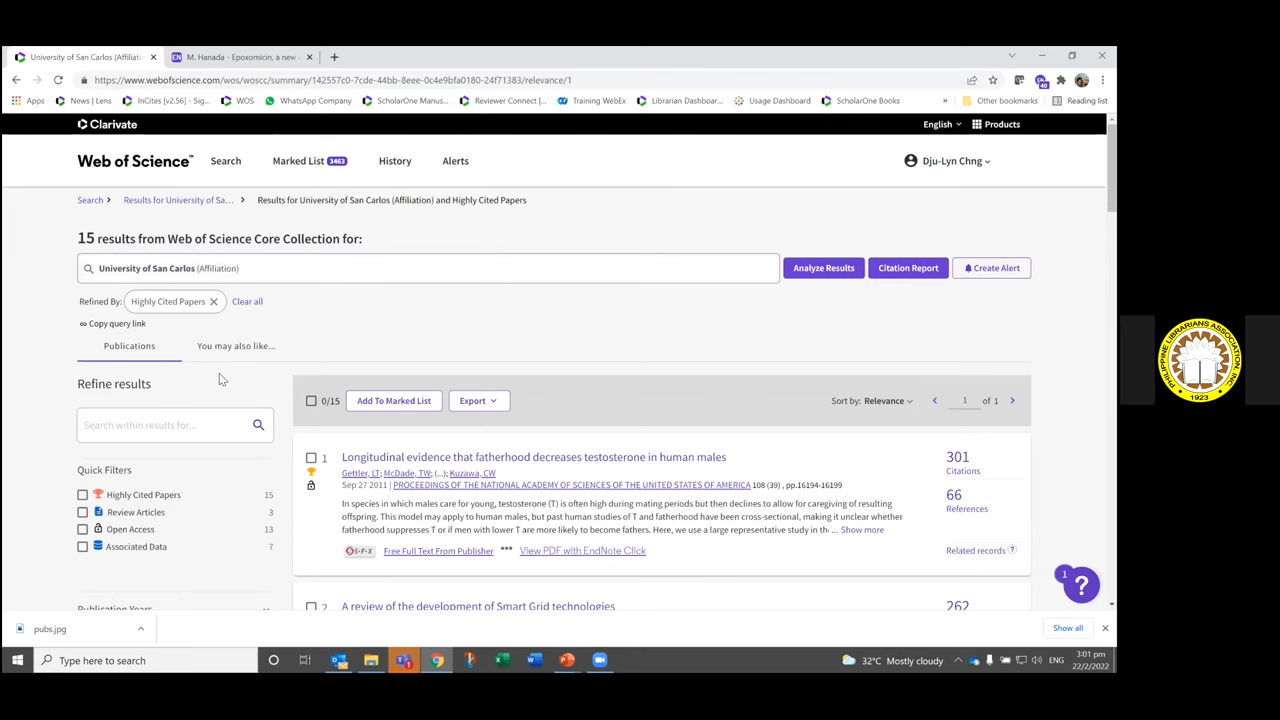 University of San Carlos (Affiliati
M. Hanada - Epoxomicin, a new
https://www.webofscience.com/wos/woscc/summary/142557c0-7cde-44bb-8eee-0c4e9bfa0180-24f71383/relevance/1
Apps News | Lens InCites [v2.56] - Sig... WOS WhatsApp Company ScholarOne Manus... Reviewer Connect |... Training WebEx Librarian Dashboar... Usage Dashboard ScholarOne Books » Other bookmarks Reading list
Clarivate English Products
Web of Science™ Search Marked List 3463 History Alerts Dju-Lyn Chng
Search > Results for University of Sa... > Results for University of San Carlos (Affiliation) and Highly Cited Papers
15 results from Web of Science Core Collection for:
University of San Carlos (Affiliation) Analyze Results Citation Report Create Alert
Refined By: Highly Cited Papers Clear all
Copy query link
Publications You may also like...
Refine results
Search within results for...
Quick Filters
Highly Cited Papers 15
Review Articles 3
Open Access 13
Associated Data 7
Publication Years
0/15 Add To Marked List Export Sort by: Relevance 1 of 1
1 Longitudinal evidence that fatherhood decreases testosterone in human males
Gettler, LT; McDade, TW; (...); Kuzawa, CW
Sep 27 2011 | PROCEEDINGS OF THE NATIONAL ACADEMY OF SCIENCES OF THE UNITED STATES OF AMERICA 108 (39) , pp.16194-16199
In species in which males care for young, testosterone (T) is often high during mating periods but then declines to allow for caregiving of resulting
offspring. This model may apply to human males, but past human studies of T and fatherhood have been cross-sectional, making it unclear whether
fatherhood suppresses T or if men with lower T are more likely to become fathers. Here, we use a large representative study in th ... Show more
S-F-X Free Full Text From Publisher ••• View PDF with EndNote Click
301
Citations
66
References
Related records
2 A review of the development of Smart Grid technologies 262
1 ?
pubs.jpg Show all
Type here to search 32°C Mostly cloudy ENG 3:01 pm
22/2/2022
PHILIPPINE LIBRARIANS ASSOCIATION, INC.
1923